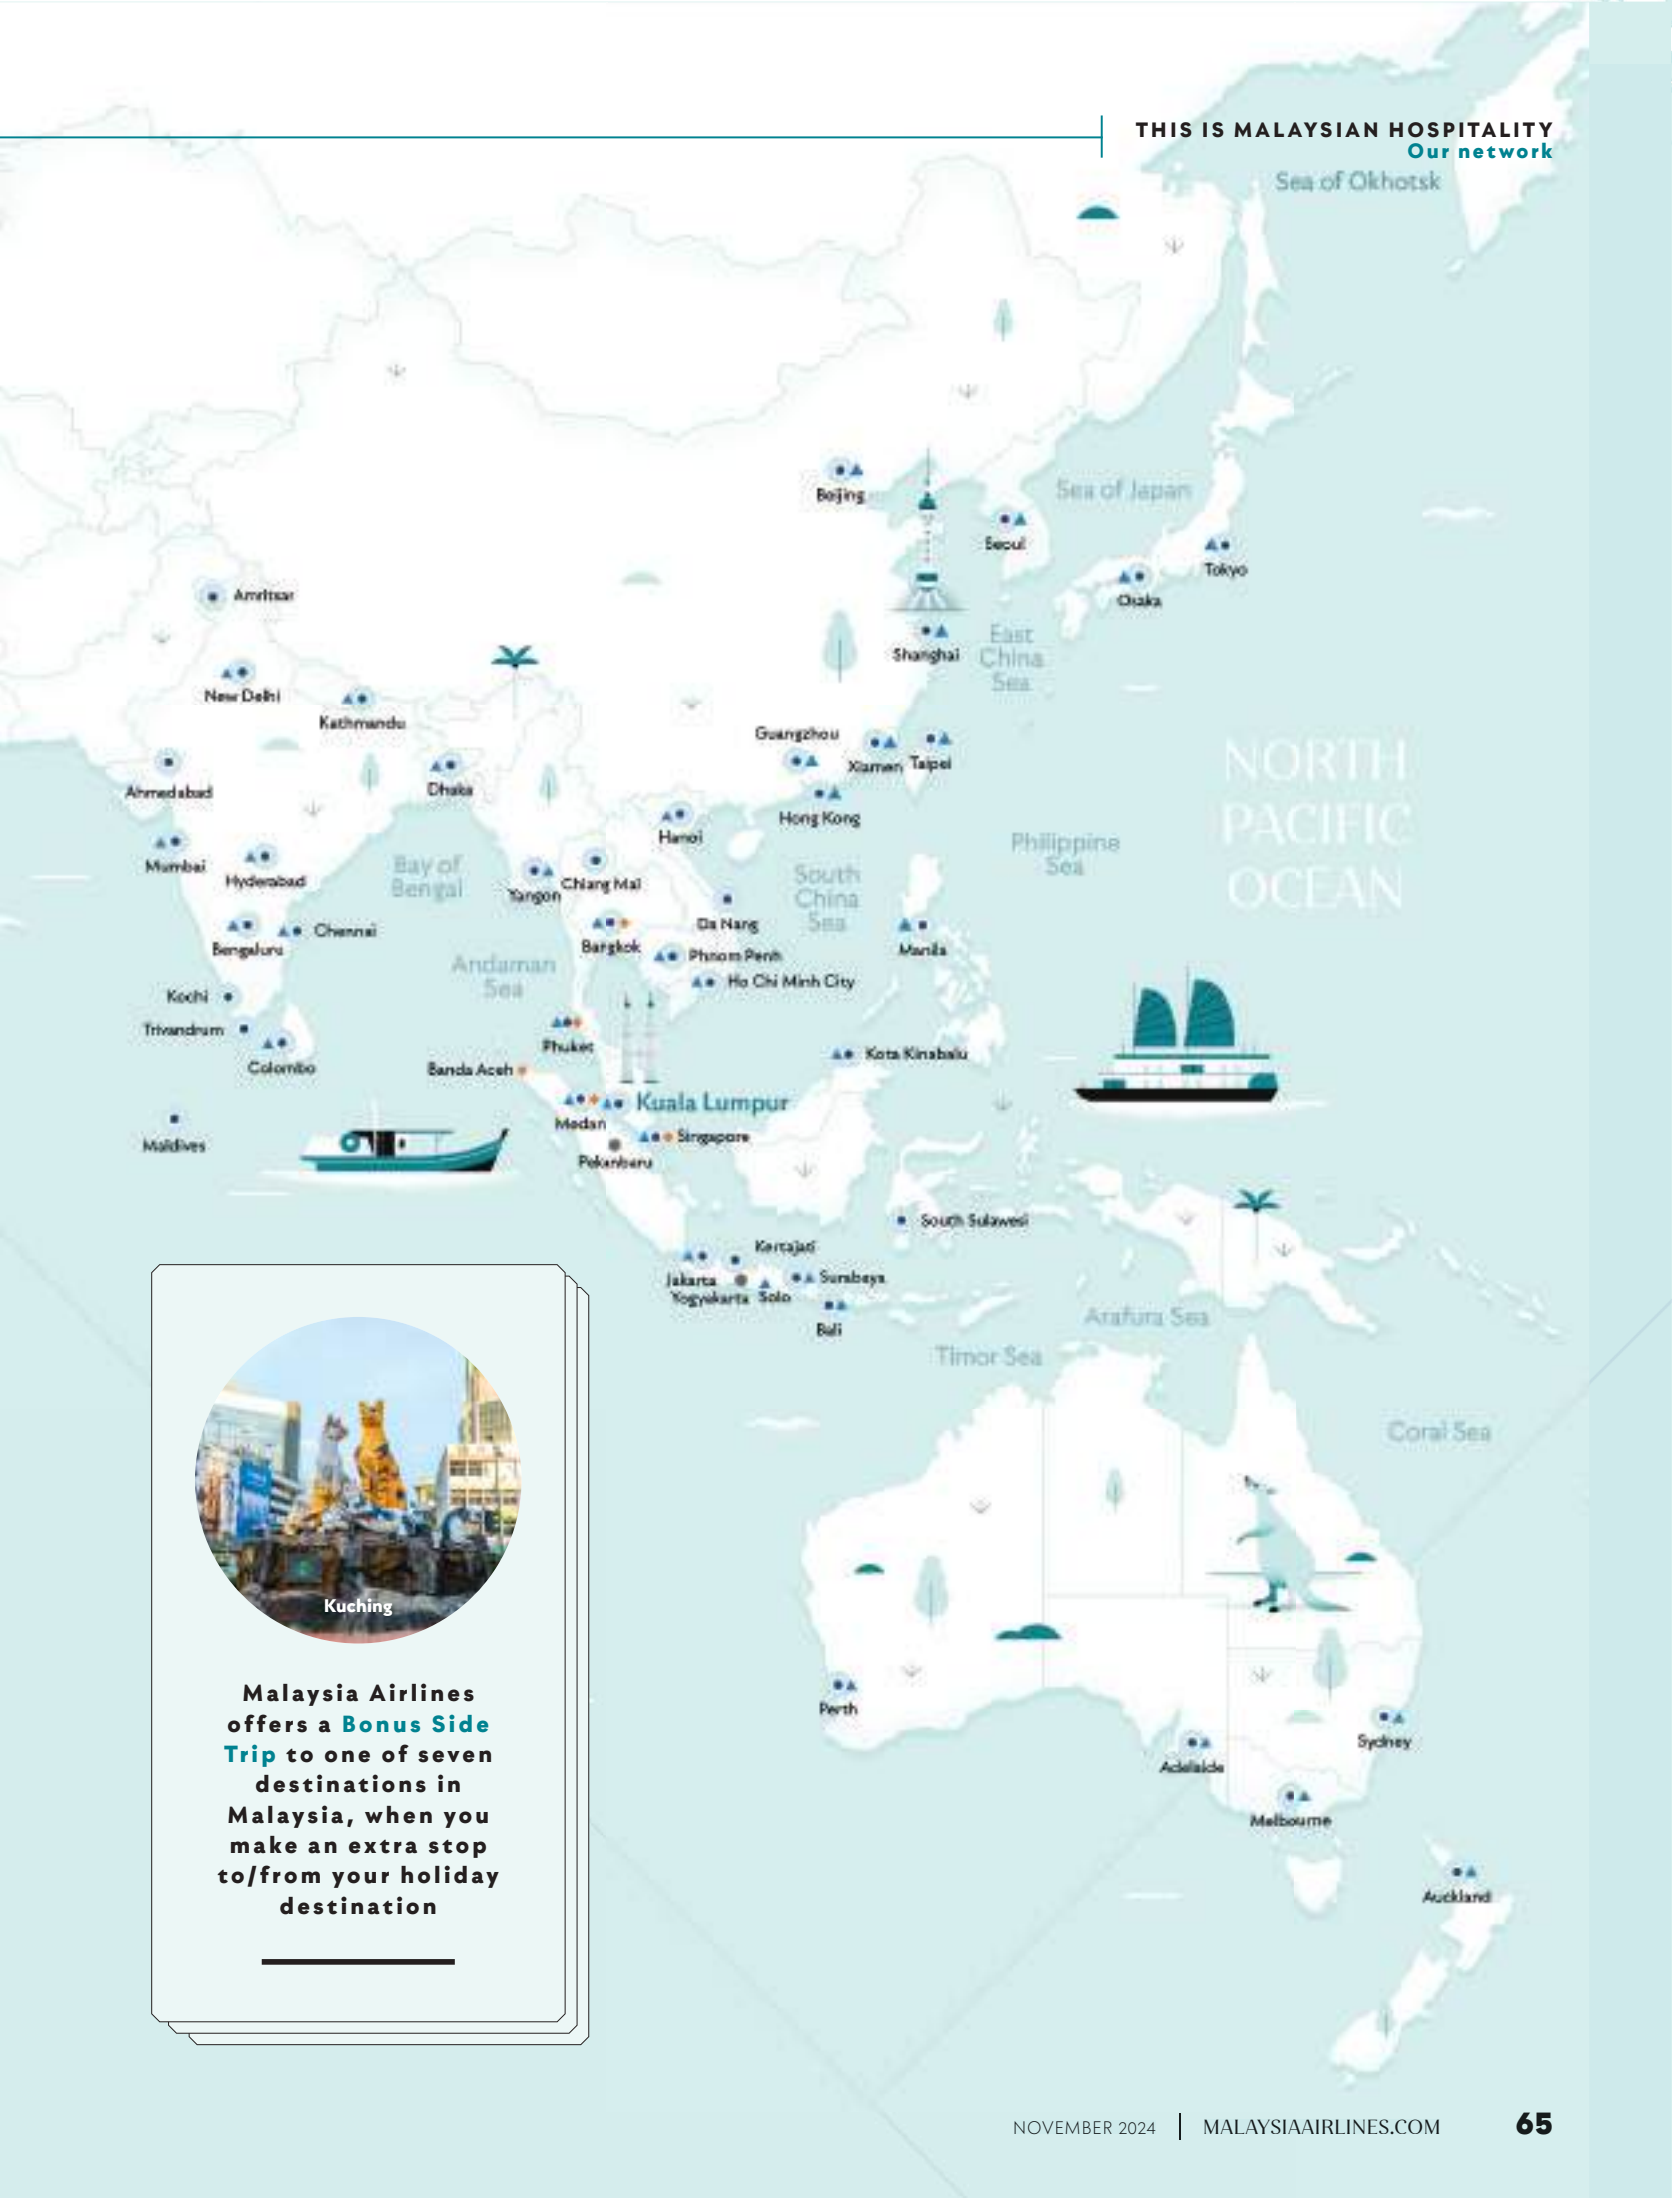 THIS IS MALAYSIAN HOSPITALITY
Our network
Sea of Okhotsk
Beijing
Sea of Japan
Seoul
Tokyo
Osaka
Amritsar
East
China
Sea
Shanghai
New Delhi
Kathmandu
Guangzhou
Xiamen
Taipei
NORTH
PACIFIC
OCEAN
Ahmedabad
Dhaka
Hong Kong
Hanoi
Philippine
Sea
Mumbai
Hyderabad
Bay of
Bengal
Yangon
Chiang Mai
South
China
Sea
Da Nang
Chennai
Bengaluru
Bangkok
Manila
Phnom Penh
Andaman
Sea
Ho Chi Minh City
Kochi
Trivandrum
Colombo
Phuket
Kota Kinabalu
Banda Aceh
Kuala Lumpur
Medan
Singapore
Maldives
Pekanbaru
South Sulawesi
Kertajati
Jakarta
Surabaya
Yogyakarta
Solo
Bali
Arafura Sea
Timor Sea
Coral Sea
Kuching
Malaysia Airlines
offers a Bonus Side
Trip to one of seven
destinations in
Malaysia, when you
make an extra stop
to/from your holiday
destination
Perth
Sydney
Adelaide
Melbourne
Auckland
NOVEMBER 2024 | MALAYSIAAIRLINES.COM 65